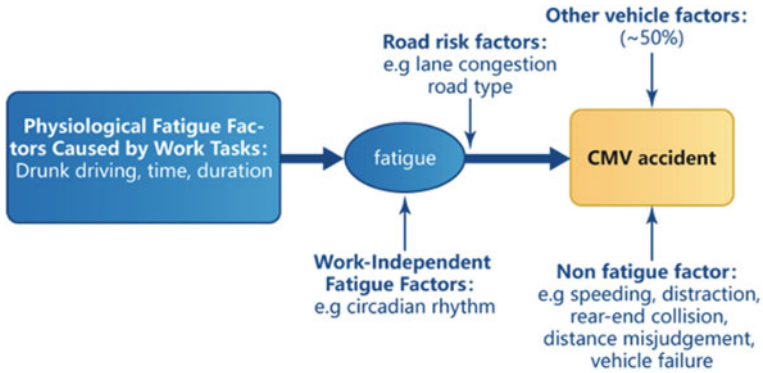 Physiological Fatigue Fac-
tors Caused by Work Tasks:
Drunk driving, time, duration
fatigue
Road risk factors:
e.g lane congestion
road type
Work-Independent
Fatigue Factors:
e.g circadian rhythm
Other vehicle factors:
(~50%)
CMV accident
Non fatigue factor:
e.g speeding, distraction,
rear-end collision,
distance misjudgement,
vehicle failure